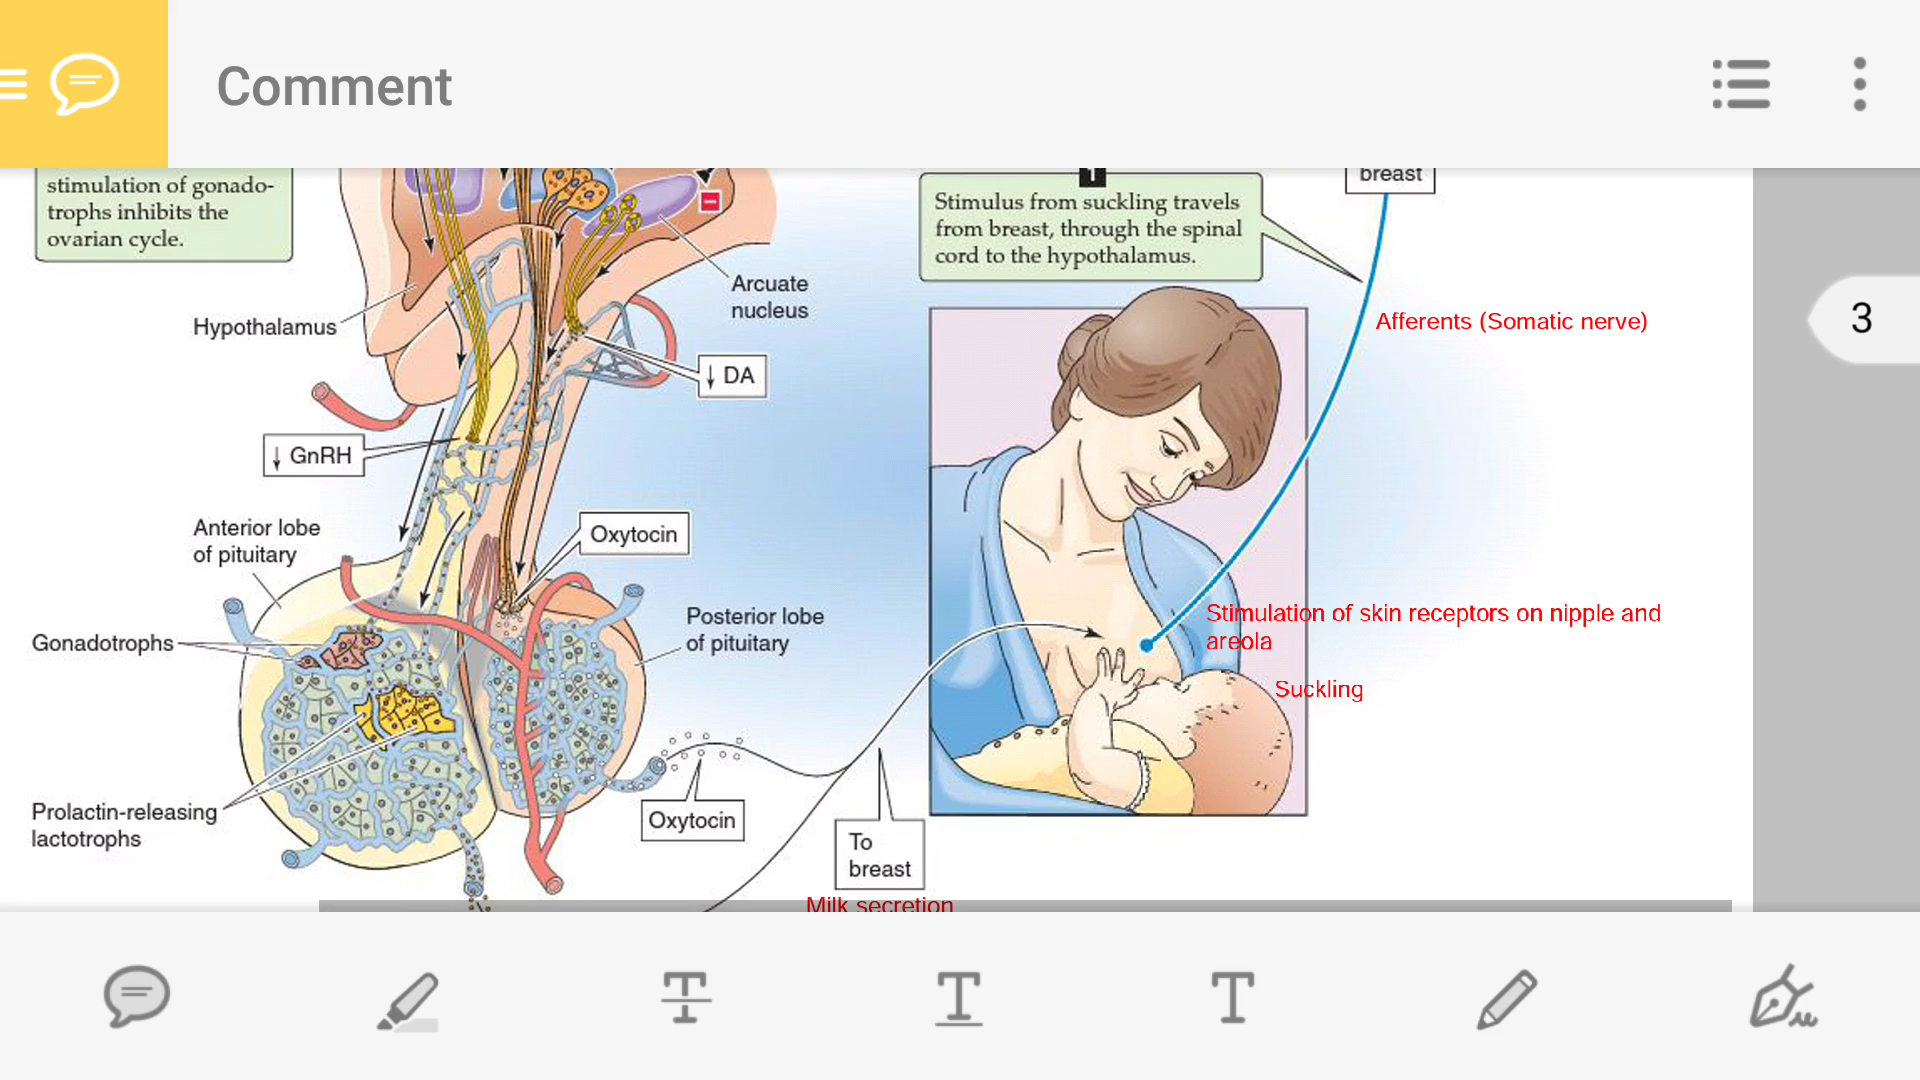 Comment
stimulation of gonado-
trophs inhibits the
ovarian cycle.
1
Stimulus from suckling travels
from breast, through the spinal
cord to the hypothalamus.
breast
Arcuate
nucleus
Hypothalamus
Afferents (Somatic nerve)
3
↓ DA
↓ GnRH
Anterior lobe
of pituitary
Oxytocin
Posterior lobe
of pituitary
Gonadotrophs
Stimulation of skin receptors on nipple and
areola
Suckling
Prolactin-releasing
lactotrophs
Oxytocin
To
breast
Milk secretion